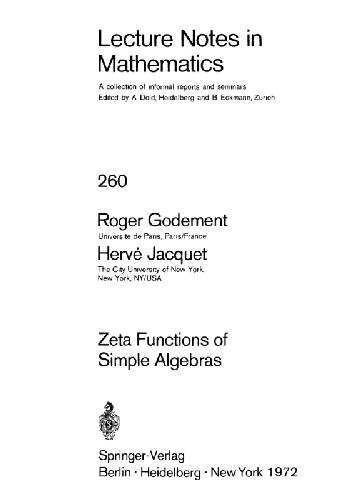 Lecture Notes in
Mathematics
A collection of informal reports and seminars
Edited by A. Dold, Heidelberg and B. Eckmann, Zürich
260
Roger Godement
Université de Paris, Paris/France
Hervé Jacquet
The City University of New York,
New York, NY/USA
Zeta Functions of
Simple Algebras
Springer-Verlag
Berlin · Heidelberg · New York 1972